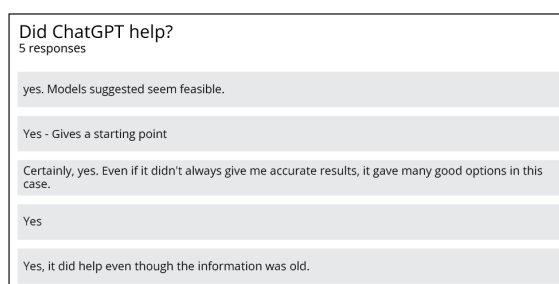 Did ChatGPT help?
5 responses
yes. Models suggested seem feasible.
Yes - Gives a starting point
Certainly, yes. Even if it didn't always give me accurate results, it gave many good options in this
case.
Yes
Yes, it did help even though the information was old.